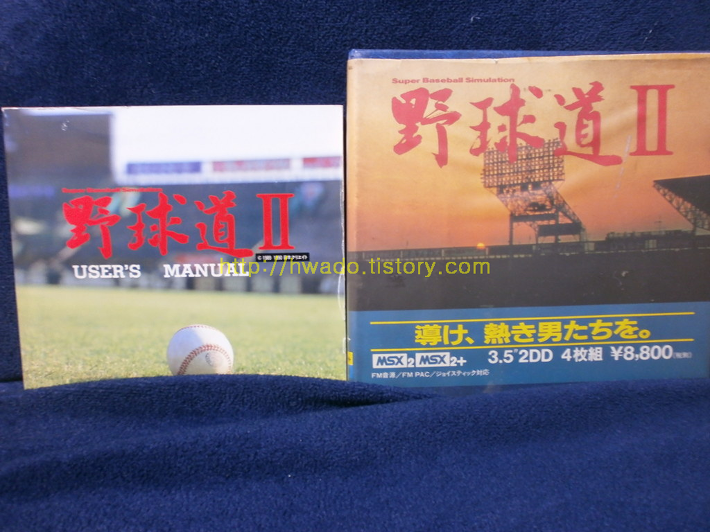 Super Baseball Simulation
野球道II
USER'S MANUAL
Super Baseball Simulation
野球道II
http://hwado.tistory.com
導け、熱き男たちを。
MSX2 MSX2+ 3.5"2DD 4枚組 ¥8,800
FM音源/FM PAC/ジョイスティック対応